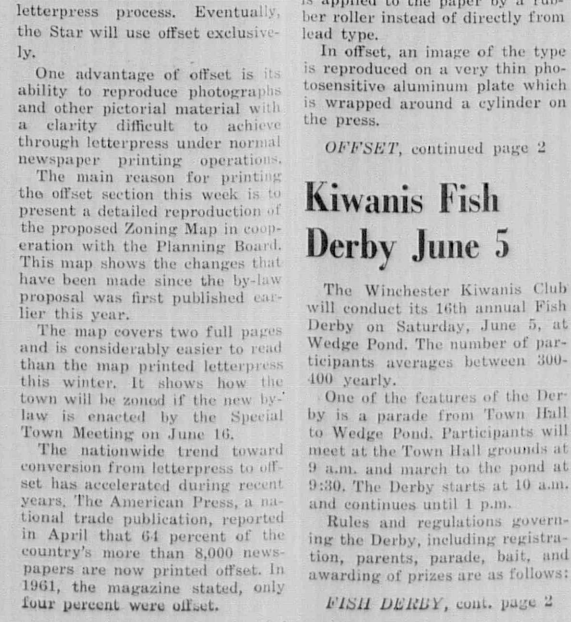 letterpress process. Eventually,
the Star will use offset exclusive-
ly.
One advantage of offset is its
ability to reproduce photographs
and other pictorial material with
a clarity difficult to achieve
through letterpress under normal
newspaper printing operations.
The main reason for printing
the offset section this week is to
present a detailed reproduction of
the proposed Zoning Map in coop-
eration with the Planning Board.
This map shows the changes that
have been made since the by-law
proposal was first published ear-
lier this year.
The map covers two full pages
and is considerably easier to read
than the map printed letterpress
this winter. It shows how the
town will be zoned if the new by-
law is enacted by the Special
Town Meeting on June 16.
The nationwide trend toward
conversion from letterpress to off-
set has accelerated during recent
years. The American Press, a na-
tional trade publication, reported
in April that 64 percent of the
country's more than 8,000 news-
papers are now printed offset. In
1961, the magazine stated, only
four percent were offset.
is applied to the paper by a rub-
ber roller instead of directly from
lead type.
In offset, an image of the type
is reproduced on a very thin pho-
tosensitive aluminum plate which
is wrapped around a cylinder on
the press.
OFFSET, continued page 2
Kiwanis Fish
Derby June 5
The Winchester Kiwanis Club
will conduct its 16th annual Fish
Derby on Saturday, June 5, at
Wedge Pond. The number of par-
ticipants averages between 300-
400 yearly.
One of the features of the Der-
by is a parade from Town Hall
to Wedge Pond. Participants will
meet at the Town Hall grounds at
9 a.m. and march to the pond at
9:30. The Derby starts at 10 a.m.
and continues until 1 p.m.
Rules and regulations govern-
ing the Derby, including registra-
tion, parents, parade, bait, and
awarding of prizes are as follows:
FISH DERBY, cont. page 2